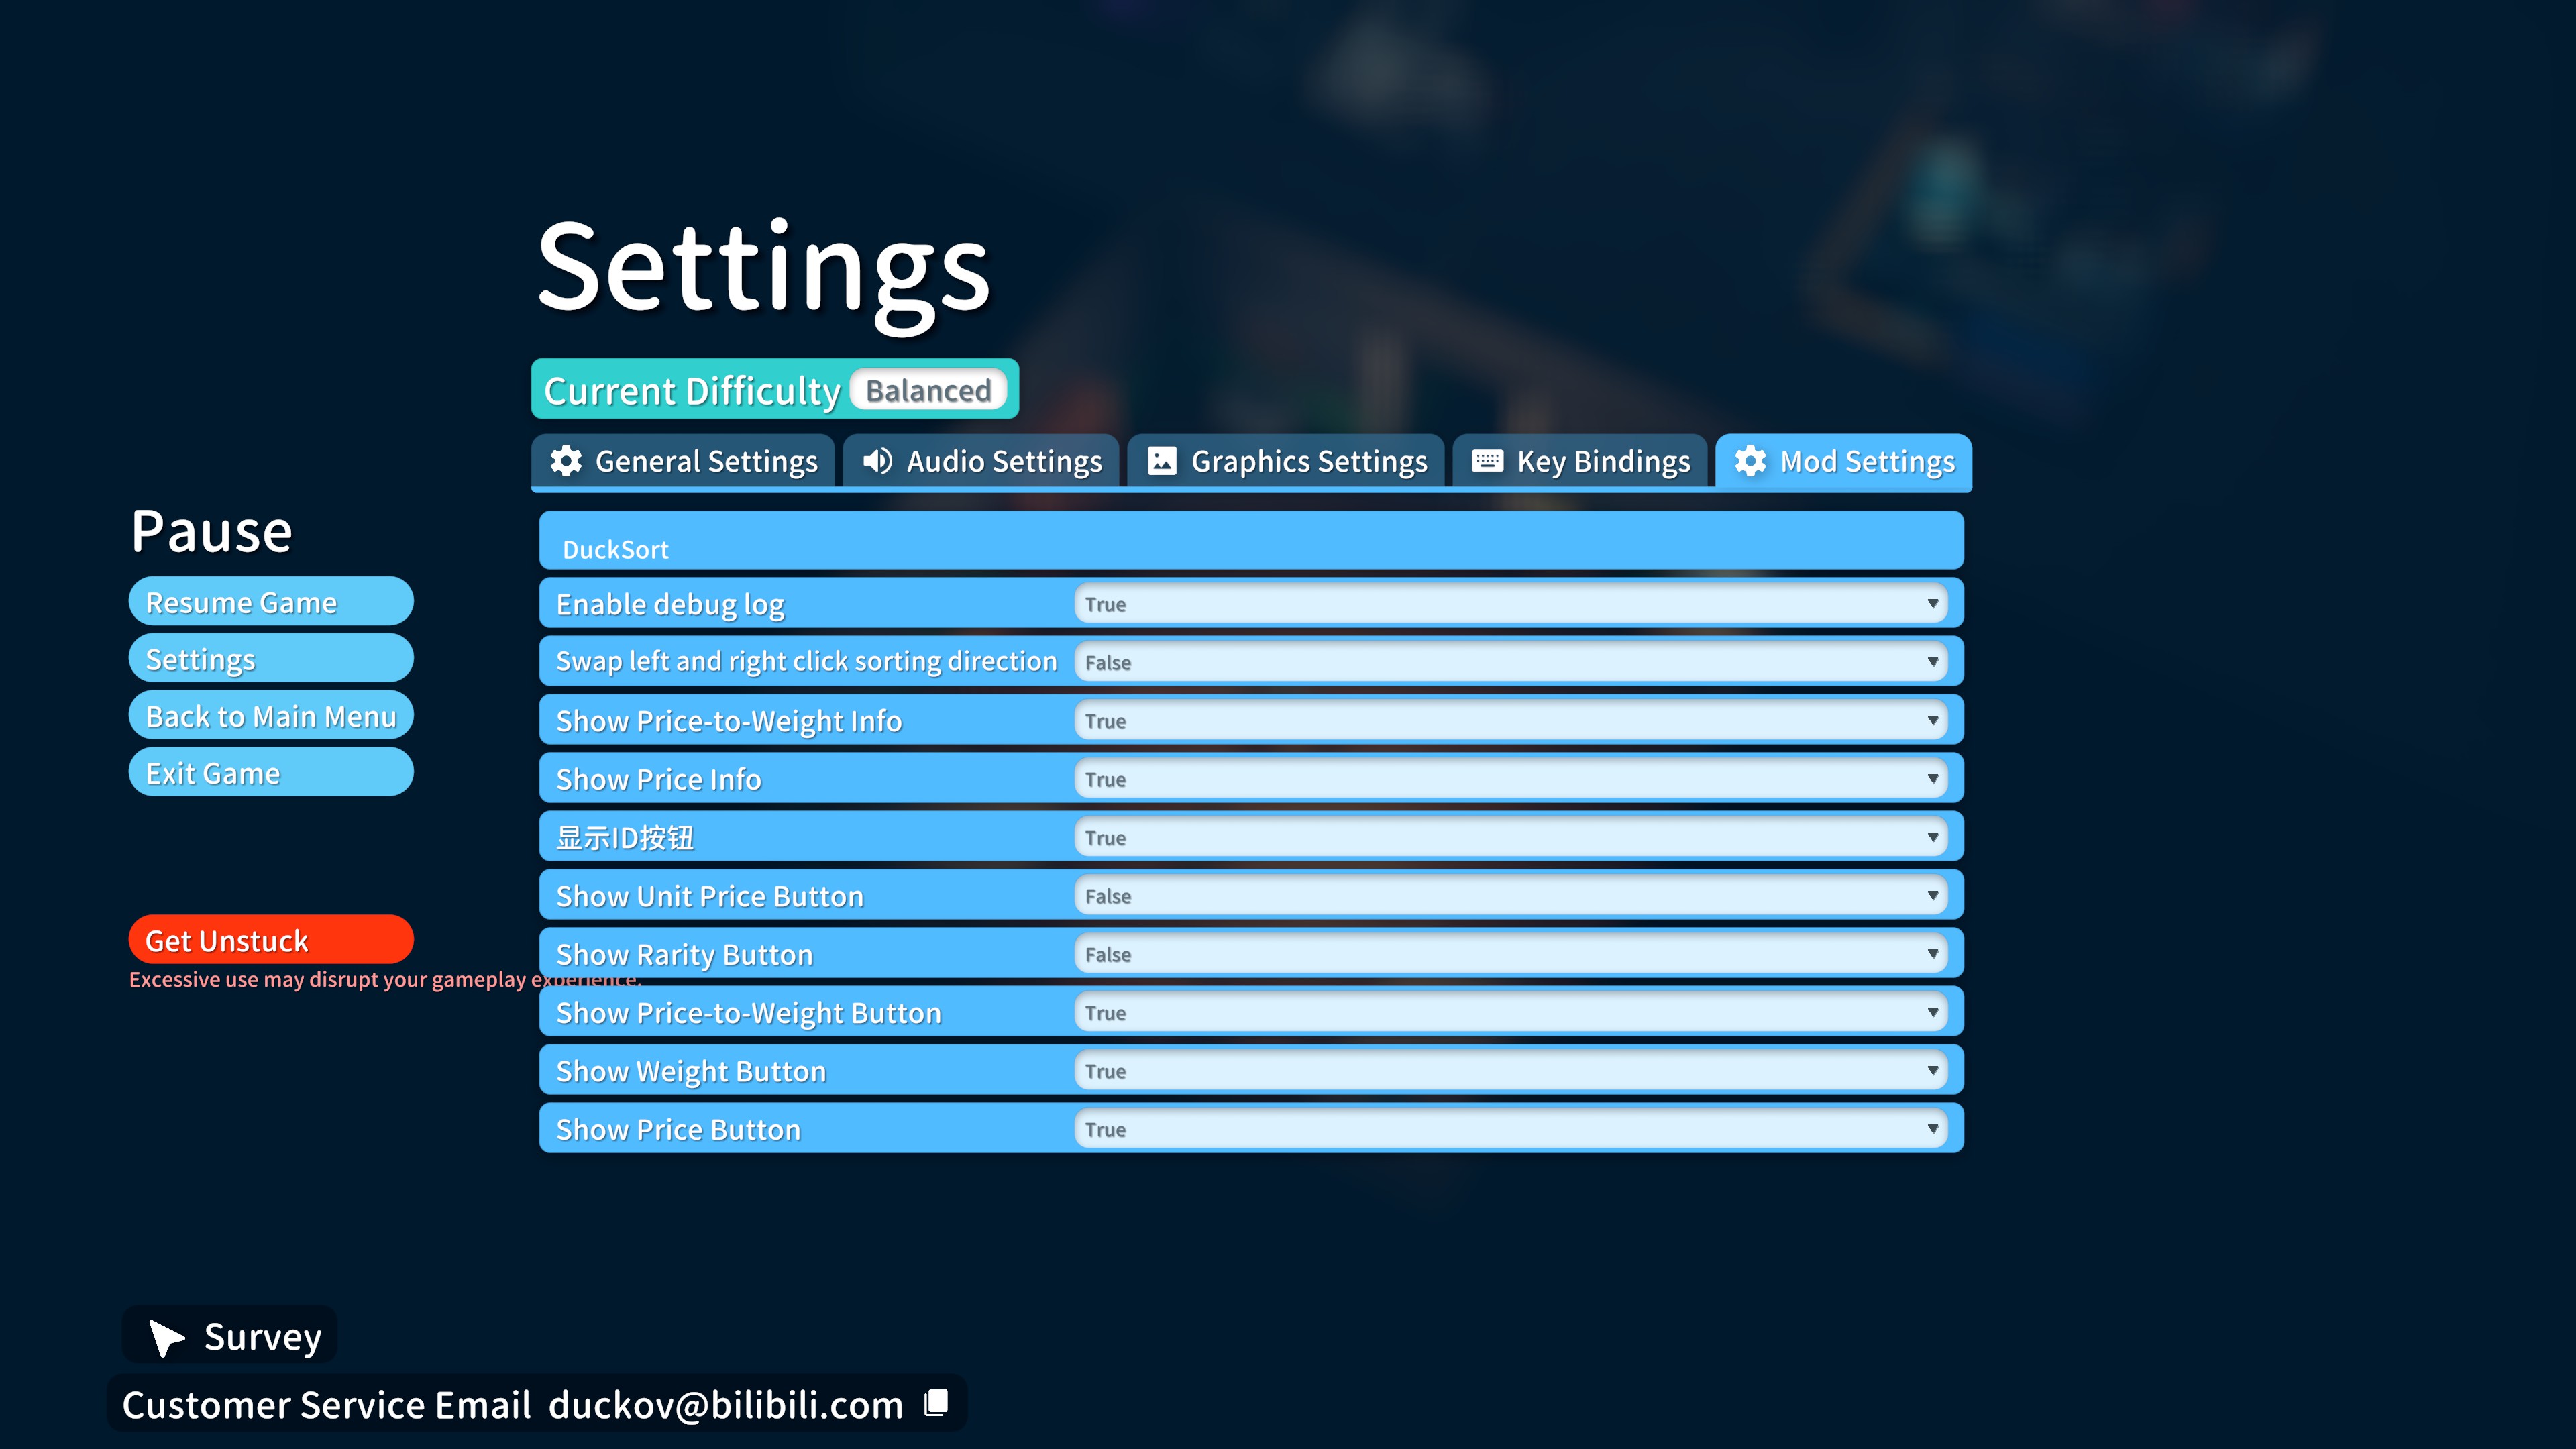 Settings
Current Difficulty Balanced
General Settings Audio Settings Graphics Settings Key Bindings Mod Settings
Pause
Resume Game
Settings
Back to Main Menu
Exit Game
Get Unstuck
Excessive use may disrupt your gameplay experience.
DuckSort
Enable debug log True
Swap left and right click sorting direction False
Show Price-to-Weight Info True
Show Price Info True
显示ID按钮 True
Show Unit Price Button False
Show Rarity Button False
Show Price-to-Weight Button True
Show Weight Button True
Show Price Button True
Survey
Customer Service Email duckov@bilibili.com